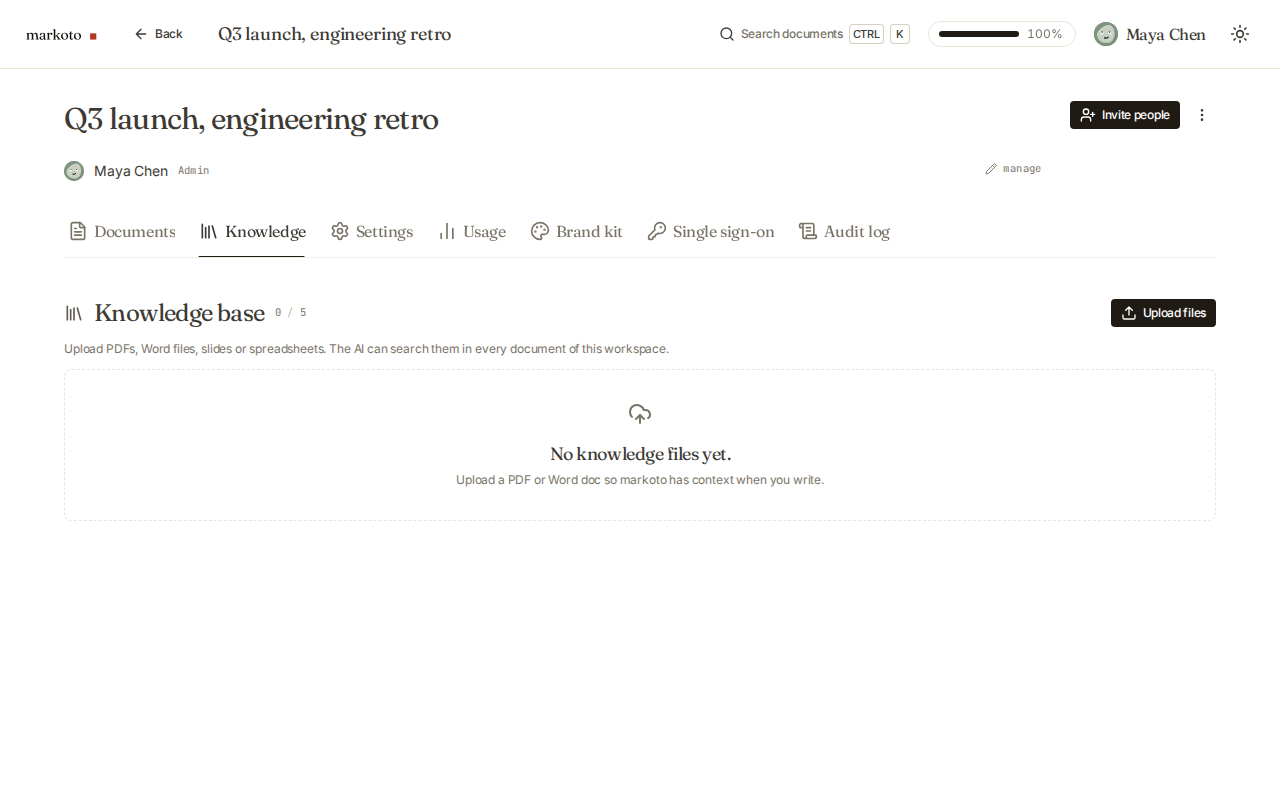 markoto Back Q3 launch, engineering retro Search documents CTRL K 100% Maya Chen
Q3 launch, engineering retro Invite people
Maya Chen Admin manage
Documents Knowledge Settings Usage Brand kit Single sign-on Audit log
Knowledge base 0 / 5 Upload files
Upload PDFs, Word files, slides or spreadsheets. The AI can search them in every document of this workspace.
No knowledge files yet.
Upload a PDF or Word doc so markoto has context when you write.